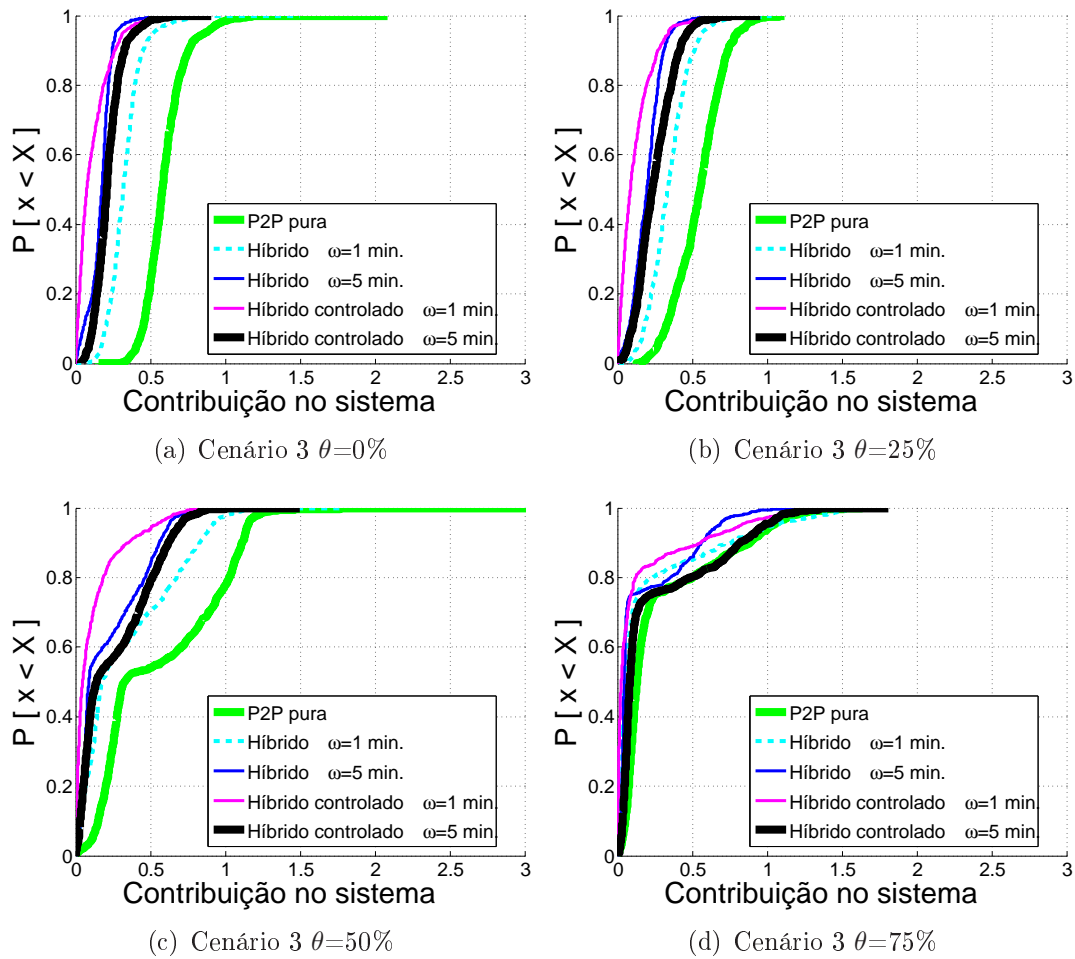 1
0.8
0.6
0.4
0.2
0
P [ x < X ]
P2P pura
Híbrido ω=1 min.
Híbrido ω=5 min.
Híbrido controlado ω=1 min.
Híbrido controlado ω=5 min.
0 0.5 1 1.5 2 2.5 3
Contribuição no sistema
(a) Cenário 3 θ=0%
1
0.8
0.6
0.4
0.2
0
P [ x < X ]
P2P pura
Híbrido ω=1 min.
Híbrido ω=5 min.
Híbrido controlado ω=1 min.
Híbrido controlado ω=5 min.
0 0.5 1 1.5 2 2.5 3
Contribuição no sistema
(b) Cenário 3 θ=25%
1
0.8
0.6
0.4
0.2
0
P [ x < X ]
P2P pura
Híbrido ω=1 min.
Híbrido ω=5 min.
Híbrido controlado ω=1 min.
Híbrido controlado ω=5 min.
0 0.5 1 1.5 2 2.5 3
Contribuição no sistema
(c) Cenário 3 θ=50%
1
0.8
0.6
0.4
0.2
0
P [ x < X ]
P2P pura
Híbrido ω=1 min.
Híbrido ω=5 min.
Híbrido controlado ω=1 min.
Híbrido controlado ω=5 min.
0 0.5 1 1.5 2 2.5 3
Contribuição no sistema
(d) Cenário 3 θ=75%